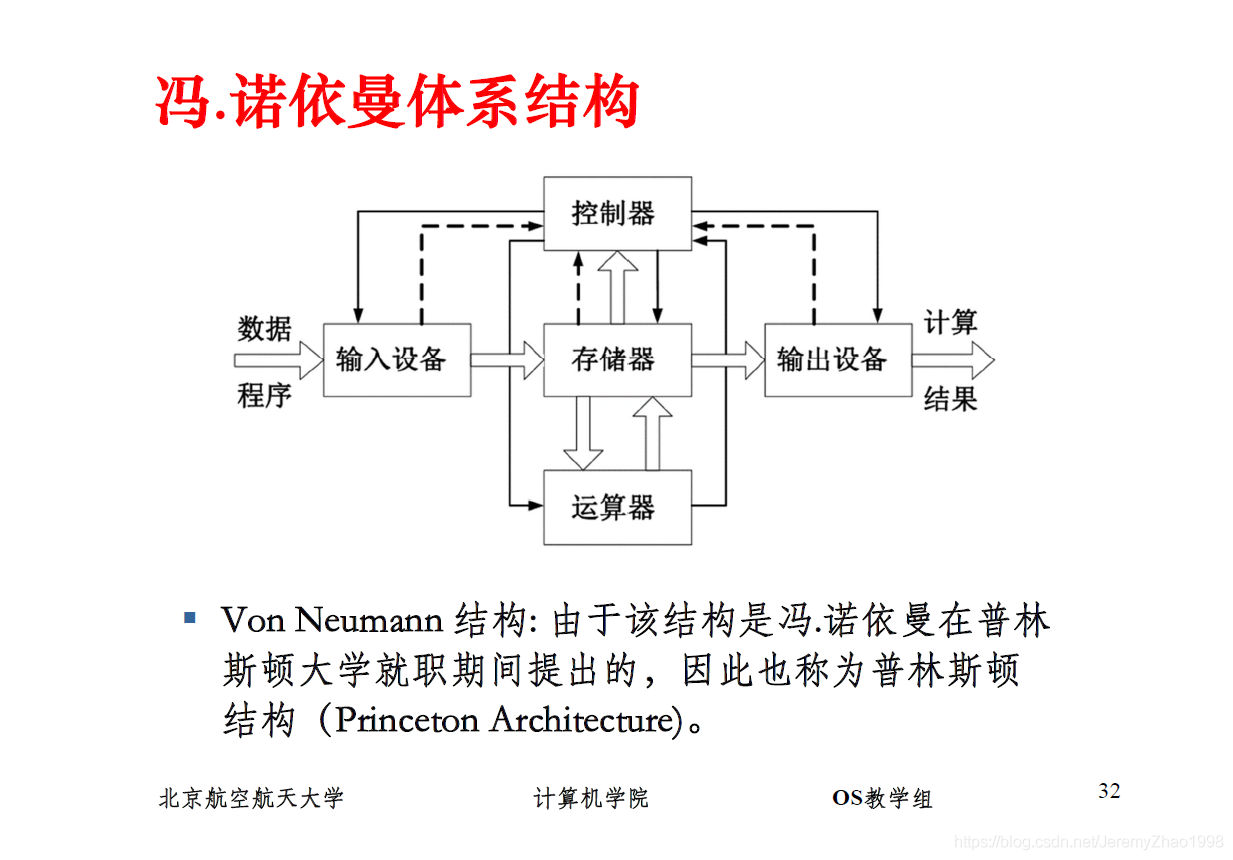 冯.诺依曼体系结构
控制器
数据
程序
输入设备
存储器
输出设备
计算
结果
运算器
Von Neumann 结构: 由于该结构是冯.诺依曼在普林
斯顿大学就职期间提出的，因此也称为普林斯顿
结构（Princeton Architecture)。
北京航空航天大学 计算机学院 OS教学组 32
https://blog.csdn.net/JeremyZhao1998